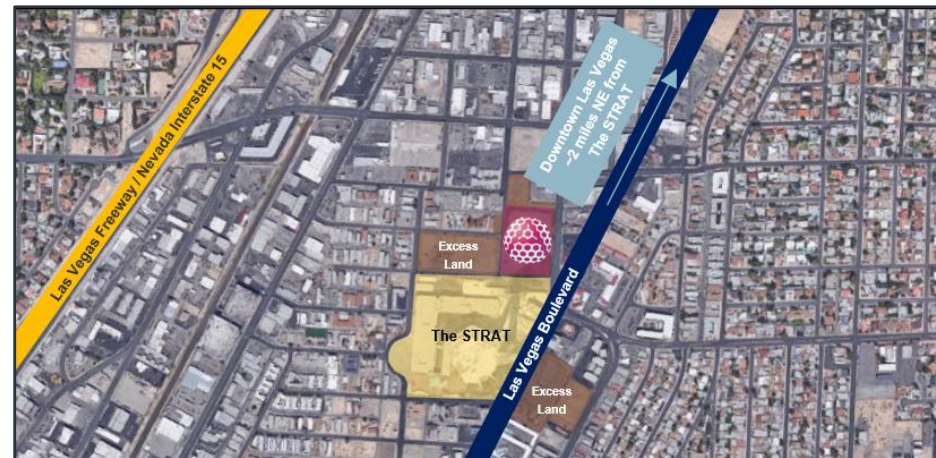 Las Vegas Freeway / Nevada Interstate 15
Downtown Las Vegas
~2 miles NE from
The STRAT
Excess
Land
The STRAT
Las Vegas Boulevard
Excess
Land